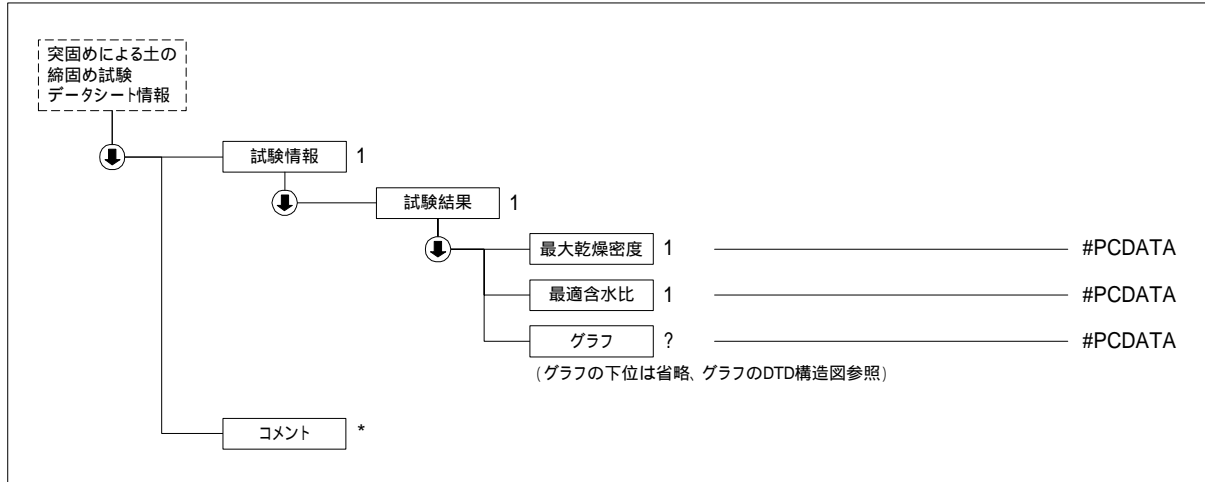 突固めによる土の
締固め試験
データシート情報
試験情報 1
試験結果 1
最大乾燥密度 1 #PCDATA
最適含水比 1 #PCDATA
グラフ ? #PCDATA
(グラフの下位は省略、グラフのDTD構造図参照)
コメント *